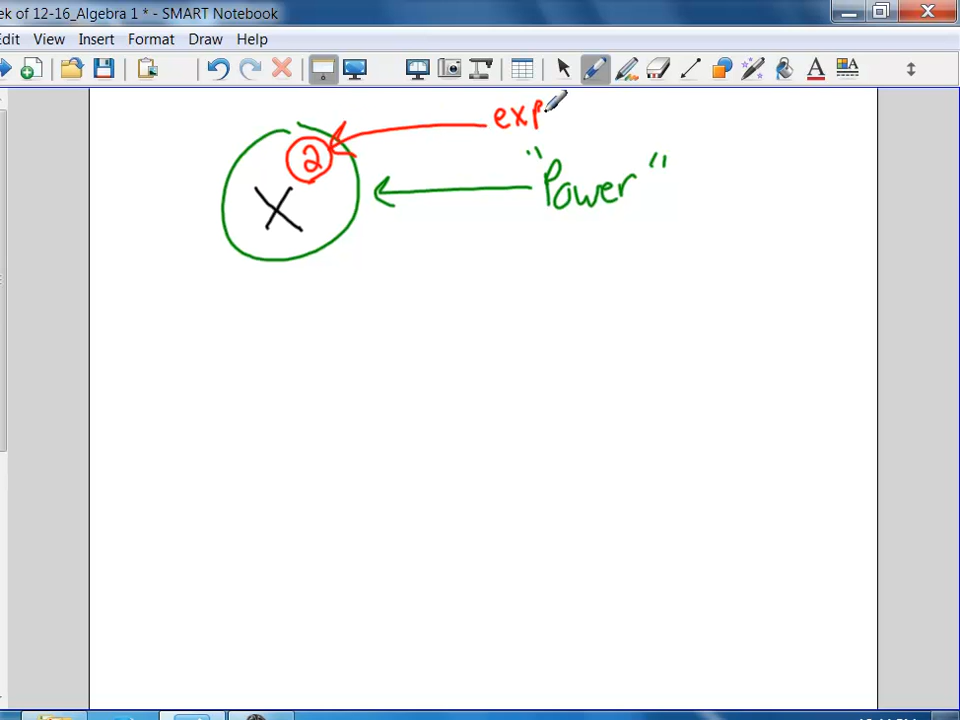 ek of 12-16_Algebra 1 * - SMART Notebook
Edit View Insert Format Draw Help
exp
2
X
"Power"